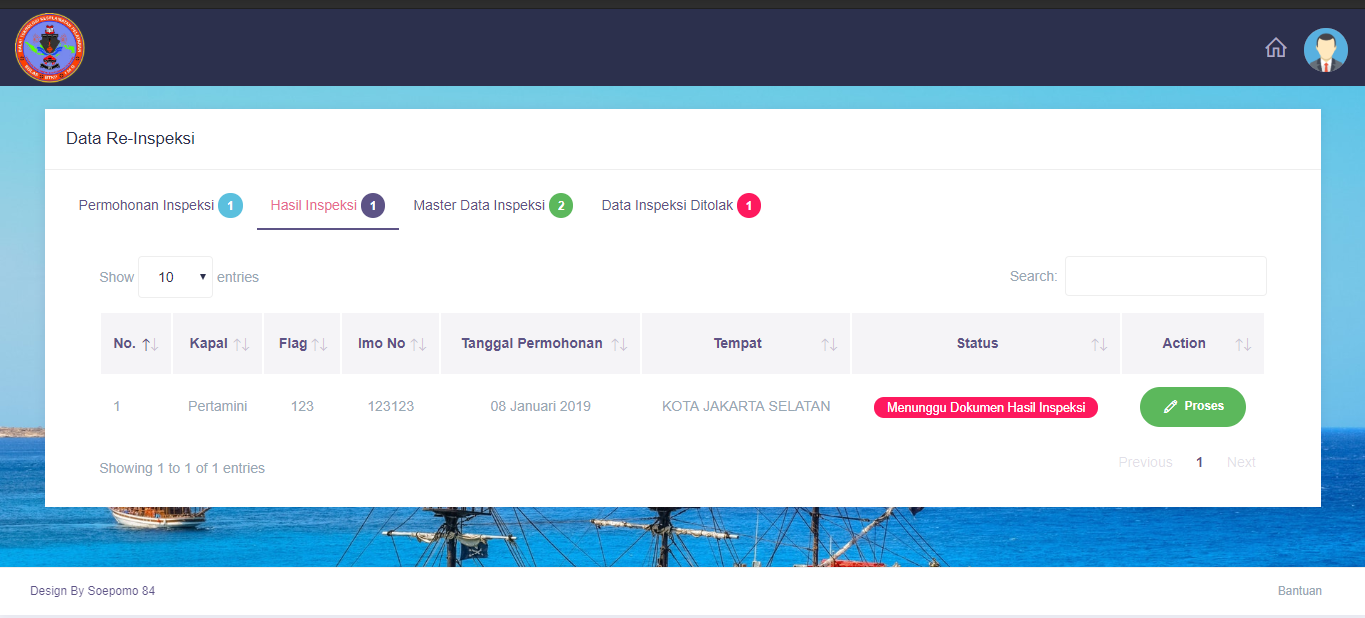 Data Re-Inspeksi
Permohonan Inspeksi 1 Hasil Inspeksi 1 Master Data Inspeksi 2 Data Inspeksi Ditolak 1
Show 10 entries Search:
No. Kapal Flag Imo No Tanggal Permohonan Tempat Status Action
1 Pertamini 123 123123 08 Januari 2019 KOTA JAKARTA SELATAN Menunggu Dokumen Hasil Inspeksi Proses
Showing 1 to 1 of 1 entries Previous 1 Next
Design By Soepomo 84 Bantuan